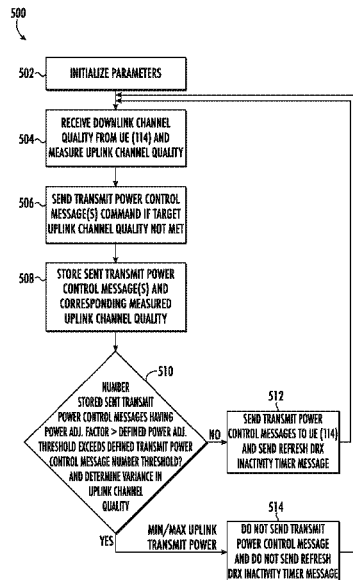 500
502
INITIALIZE PARAMETERS
504
RECEIVE DOWNLINK CHANNEL
QUALITY FROM UE (114) AND
MEASURE UPLINK CHANNEL QUALITY
506
SEND TRANSMIT POWER CONTROL
MESSAGE(S) COMMAND IF TARGET
UPLINK CHANNEL QUALITY NOT MET
508
STORE SENT TRANSMIT POWER
CONTROL MESSAGE(S) AND
CORRESPONDING MEASURED
UPLINK CHANNEL QUALITY
510
NUMBER
STORED SENT TRANSMIT
POWER CONTROL MESSAGES HAVING
POWER ADJ. FACTOR > DEFINED POWER ADJ.
THRESHOLD EXCEEDS DEFINED TRANSMIT POWER
CONTROL MESSAGE NUMBER THRESHOLD?
AND DETERMINE VARIANCE IN
UPLINK CHANNEL
QUALITY
NO
512
SEND TRANSMIT POWER
CONTROL MESSAGES TO UE (114)
AND SEND REFRESH DRX
INACTIVITY TIMER MESSAGE
YES
MIN/MAX UPLINK
TRANSMIT POWER
514
DO NOT SEND TRANSMIT
POWER CONTROL MESSAGE
AND DO NOT SEND REFRESH
DRX INACTIVITY TIMER MESSAGE